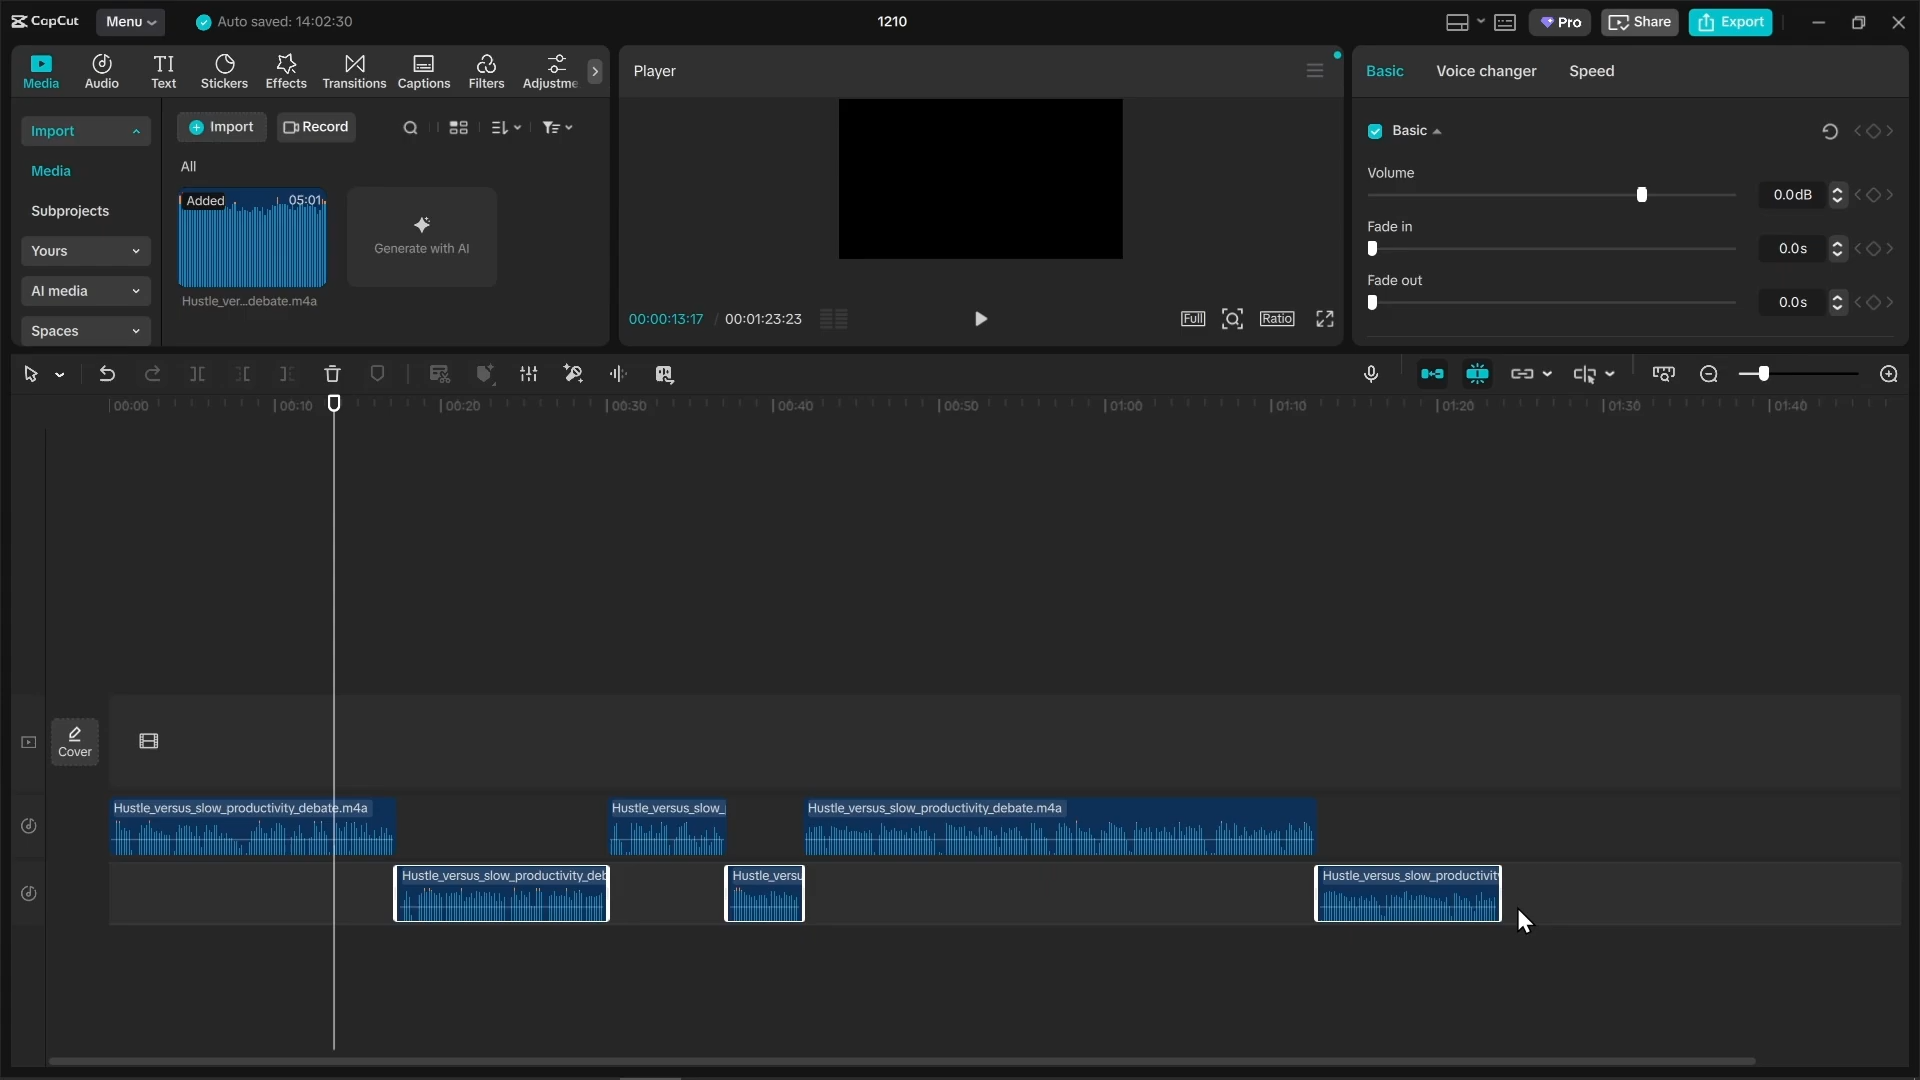 CapCut
Menu
Auto saved: 14:02:30
1210
Pro
Share
Export
Media
Audio
Text
Stickers
Effects
Transitions
Captions
Filters
Adjustme
Player
Basic
Voice changer
Speed
Import
Import
Record
Basic
All
Media
Volume
0.0dB
Added
05:01
Subprojects
Fade in
0.0s
Yours
Generate with AI
Fade out
0.0s
AI media
Hustle_ver...debate.m4a
Spaces
00:00:13:17 / 00:01:23:23
Full
Ratio
00:00
00:10
00:20
00:30
00:40
00:50
01:00
01:10
01:20
01:30
01:40
Cover
Hustle_versus_slow_productivity_debate.m4a
Hustle_versus_slow_
Hustle_versus_slow_productivity_debate.m4a
Hustle_versus_slow_productivity_deb
Hustle_versu
Hustle_versus_slow_productivit